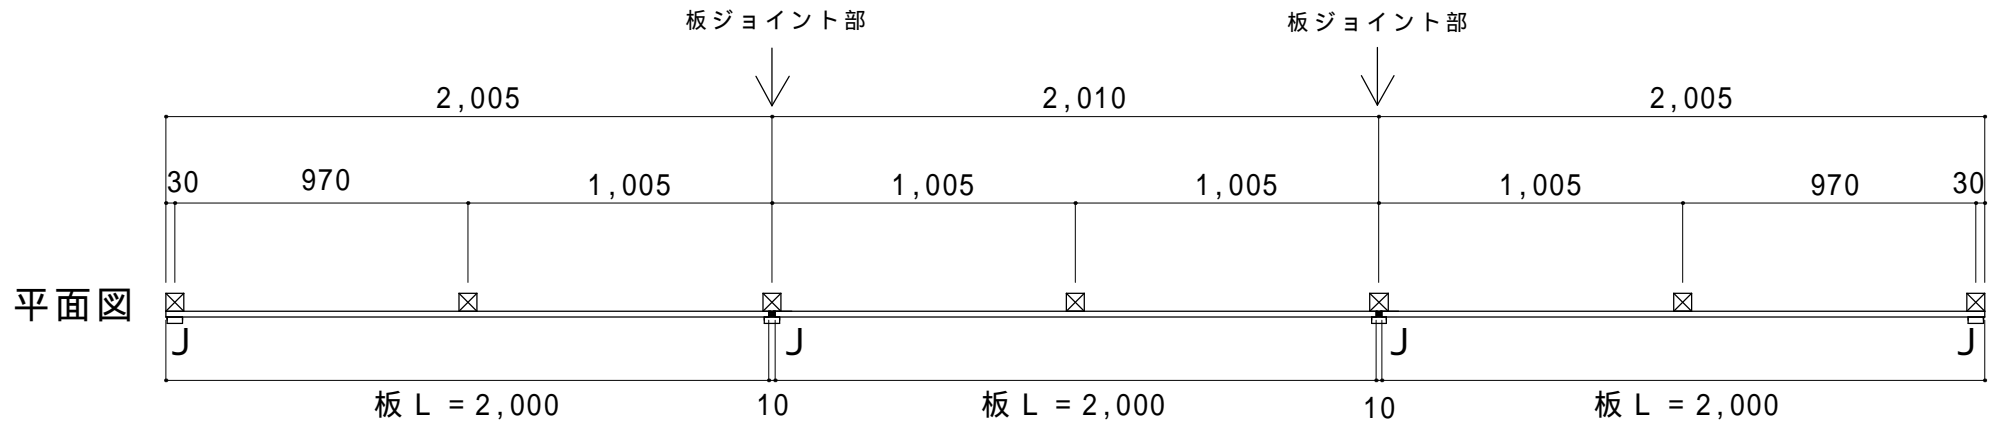 板ジョイント部 板ジョイント部
2,005 2,010 2,005
30 970 1,005 1,005 1,005 1,005 970 30
平面図
J J J J
板 L = 2,000 10 板 L = 2,000 10 板 L = 2,000